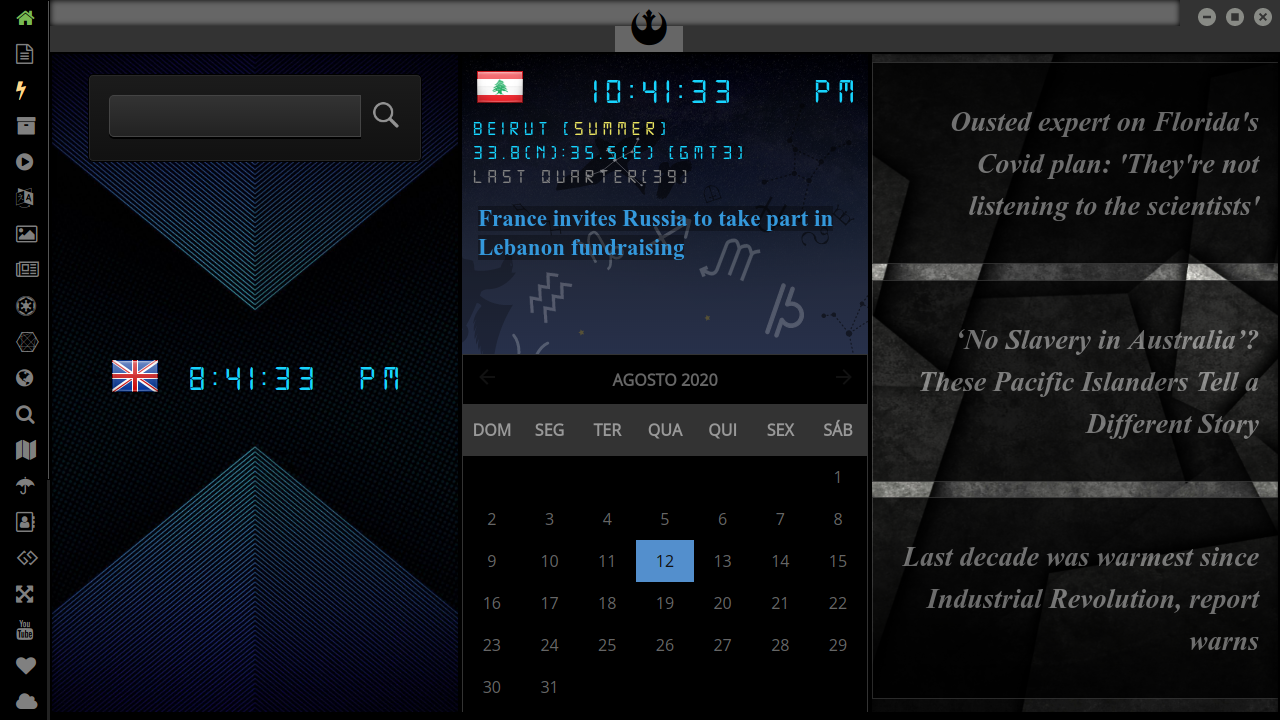 10:41:33 PM
BEIRUT (SUMMER)
33.8(N):35.5(E) (GMT3)
LAST QUARTER(39)
France invites Russia to take part in
Lebanon fundraising
8:41:33 PM
AGOSTO 2020
DOM SEG TER QUA QUI SEX SÁB
1
2 3 4 5 6 7 8
9 10 11 12 13 14 15
16 17 18 19 20 21 22
23 24 25 26 27 28 29
30 31
Ousted expert on Florida's
Covid plan: 'They're not
listening to the scientists'
‘No Slavery in Australia’?
These Pacific Islanders Tell a
Different Story
Last decade was warmest since
Industrial Revolution, report
warns
You
Tube